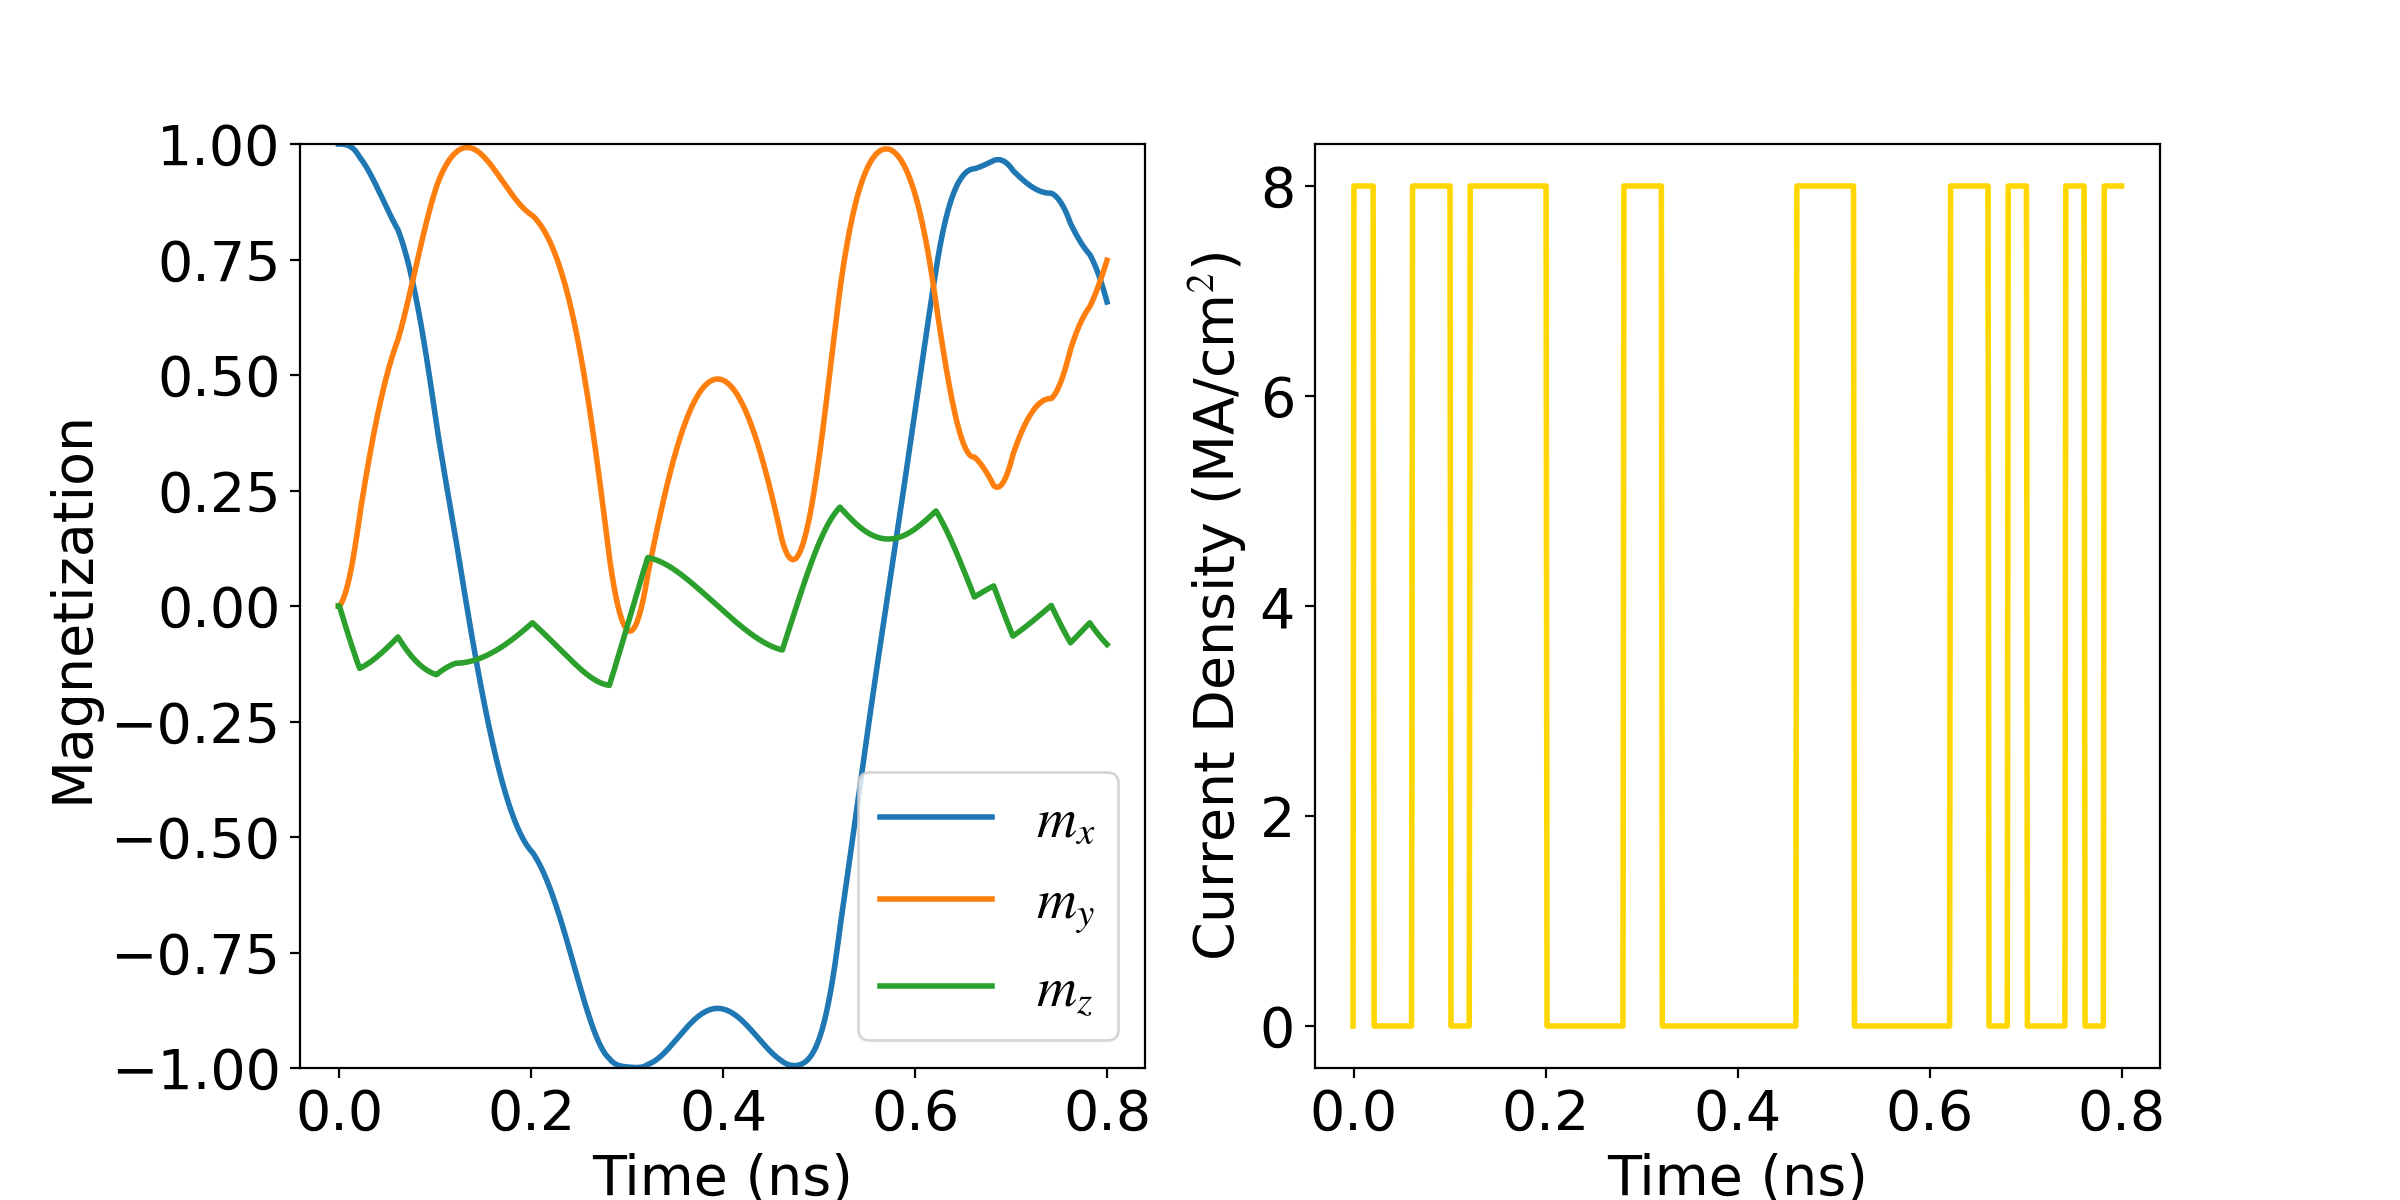 Magnetization
1.00
0.75
0.50
0.25
0.00
−0.25
−0.50
−0.75
−1.00
0.0 0.2 0.4 0.6 0.8
Time (ns)
m_x
m_y
m_z
Current Density (MA/cm²)
8
6
4
2
0
0.0 0.2 0.4 0.6 0.8
Time (ns)